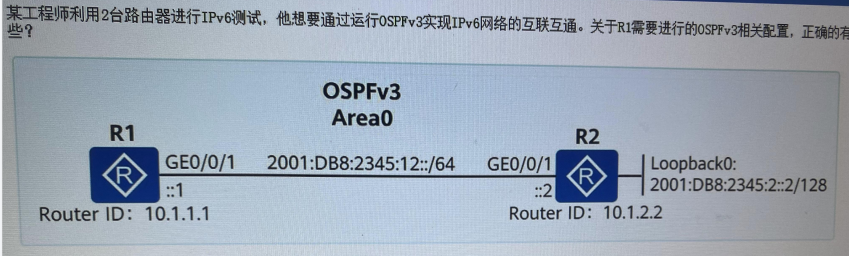 某工程师利用2台路由器进行IPv6测试，他想要通过运行OSPFv3实现IPv6网络的互联互通。关于R1需要进行的OSPFv3相关配置，正确的有
些？
OSPFv3
Area0
R1
R2
GE0/0/1
2001:DB8:2345:12::/64
GE0/0/1
Loopback0:
R
R
::1
::2
2001:DB8:2345:2::2/128
Router ID： 10.1.1.1
Router ID： 10.1.2.2